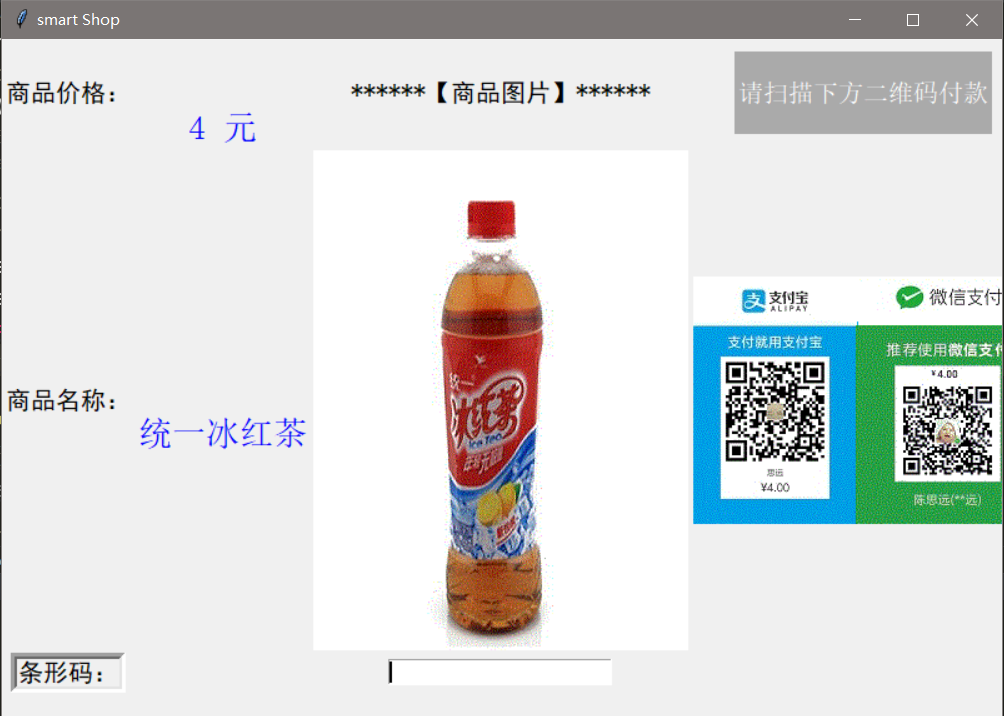 smart Shop
商品价格：
******【商品图片】******
请扫描下方二维码付款
4 元
支付宝
ALIPAY
微信支付
支付就用支付宝
推荐使用微信支付
¥4.00
统一
冰红茶
Ice Tea
商品名称：
统一冰红茶
思远
¥4.00
陈思远(**远)
条形码：